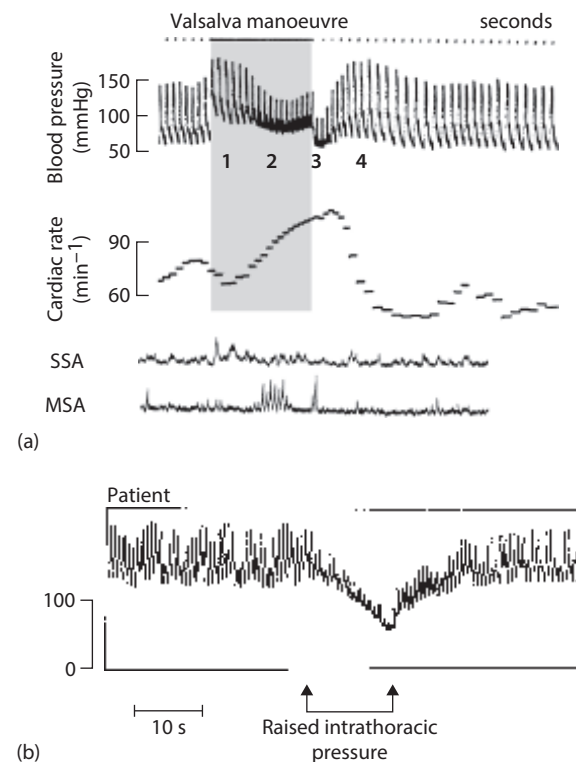 Valsalva manoeuvre seconds
Blood pressure
(mmHg)
150
100
50
1 2 3 4
Cardiac rate
(min⁻¹)
90
60
SSA
MSA
(a)
Patient
100
0
10 s
Raised intrathoracic
pressure
(b)